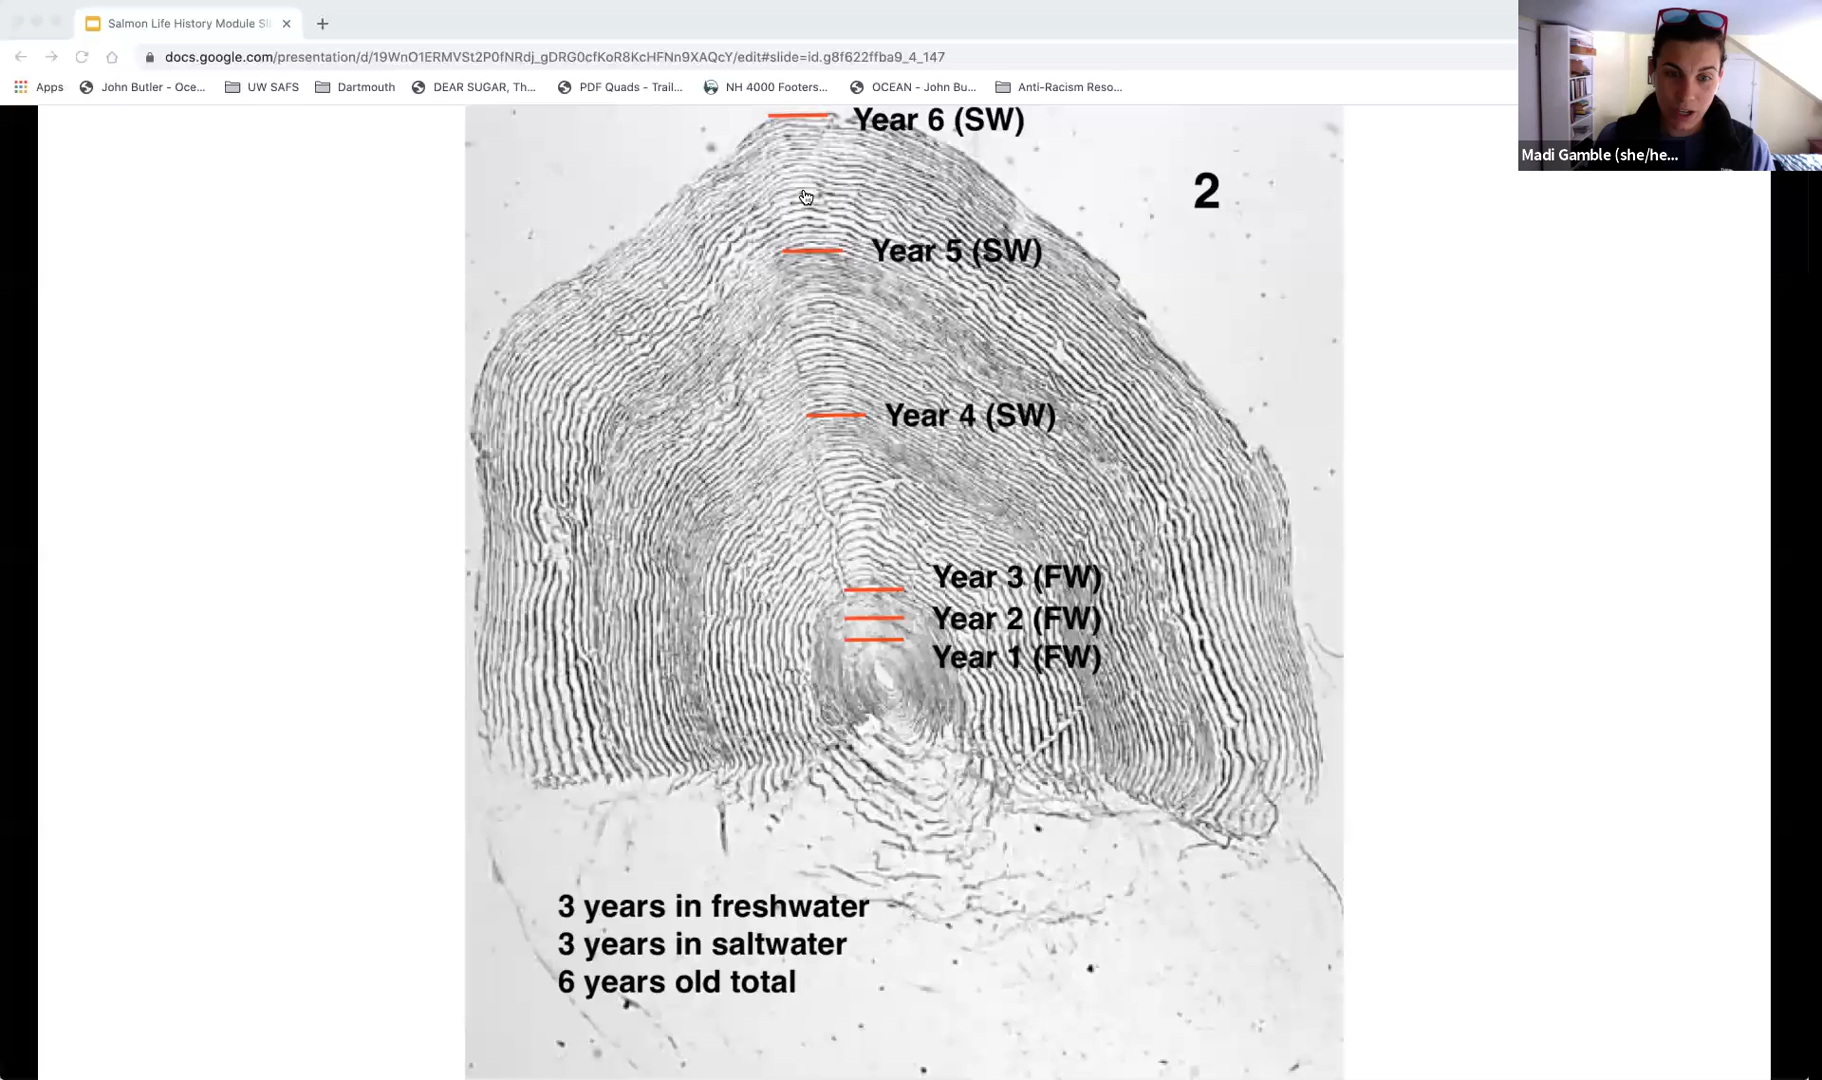 Salmon Life History Module Sli
docs.google.com/presentation/d/19WnO1ERMVSt2P0fNRdj_gDRG0cfKoR8KcHFNn9XAQcY/edit#slide=id.g8f622ffba9_4_147
Apps John Butler - Oce... UW SAFS Dartmouth DEAR SUGAR, Th... PDF Quads - Trail... NH 4000 Footers... OCEAN - John Bu... Anti-Racism Reso...
Madi Gamble (she/he...
Year 6 (SW)
2
Year 5 (SW)
Year 4 (SW)
Year 3 (FW)
Year 2 (FW)
Year 1 (FW)
3 years in freshwater
3 years in saltwater
6 years old total